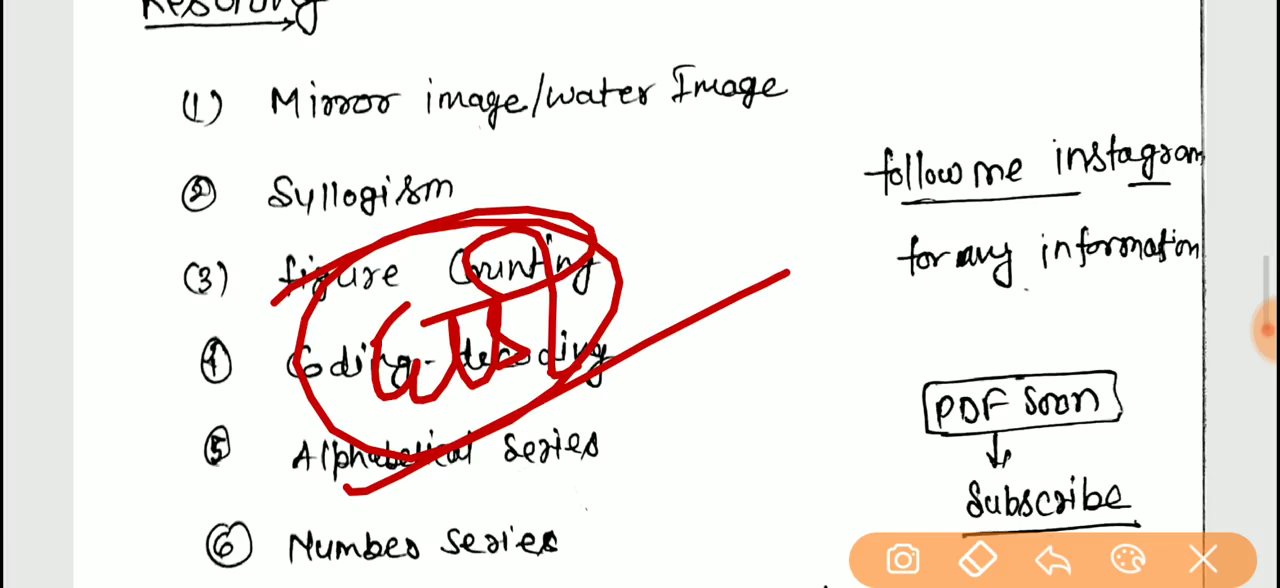 Reasoning
(1) Mirror image/water Image
② Syllogism
(3) figure Counting
④ Coding-decoding
⑤ Alphabetical series
⑥ Number series
follow me instagram
for any information
PDF Soon
Subscribe